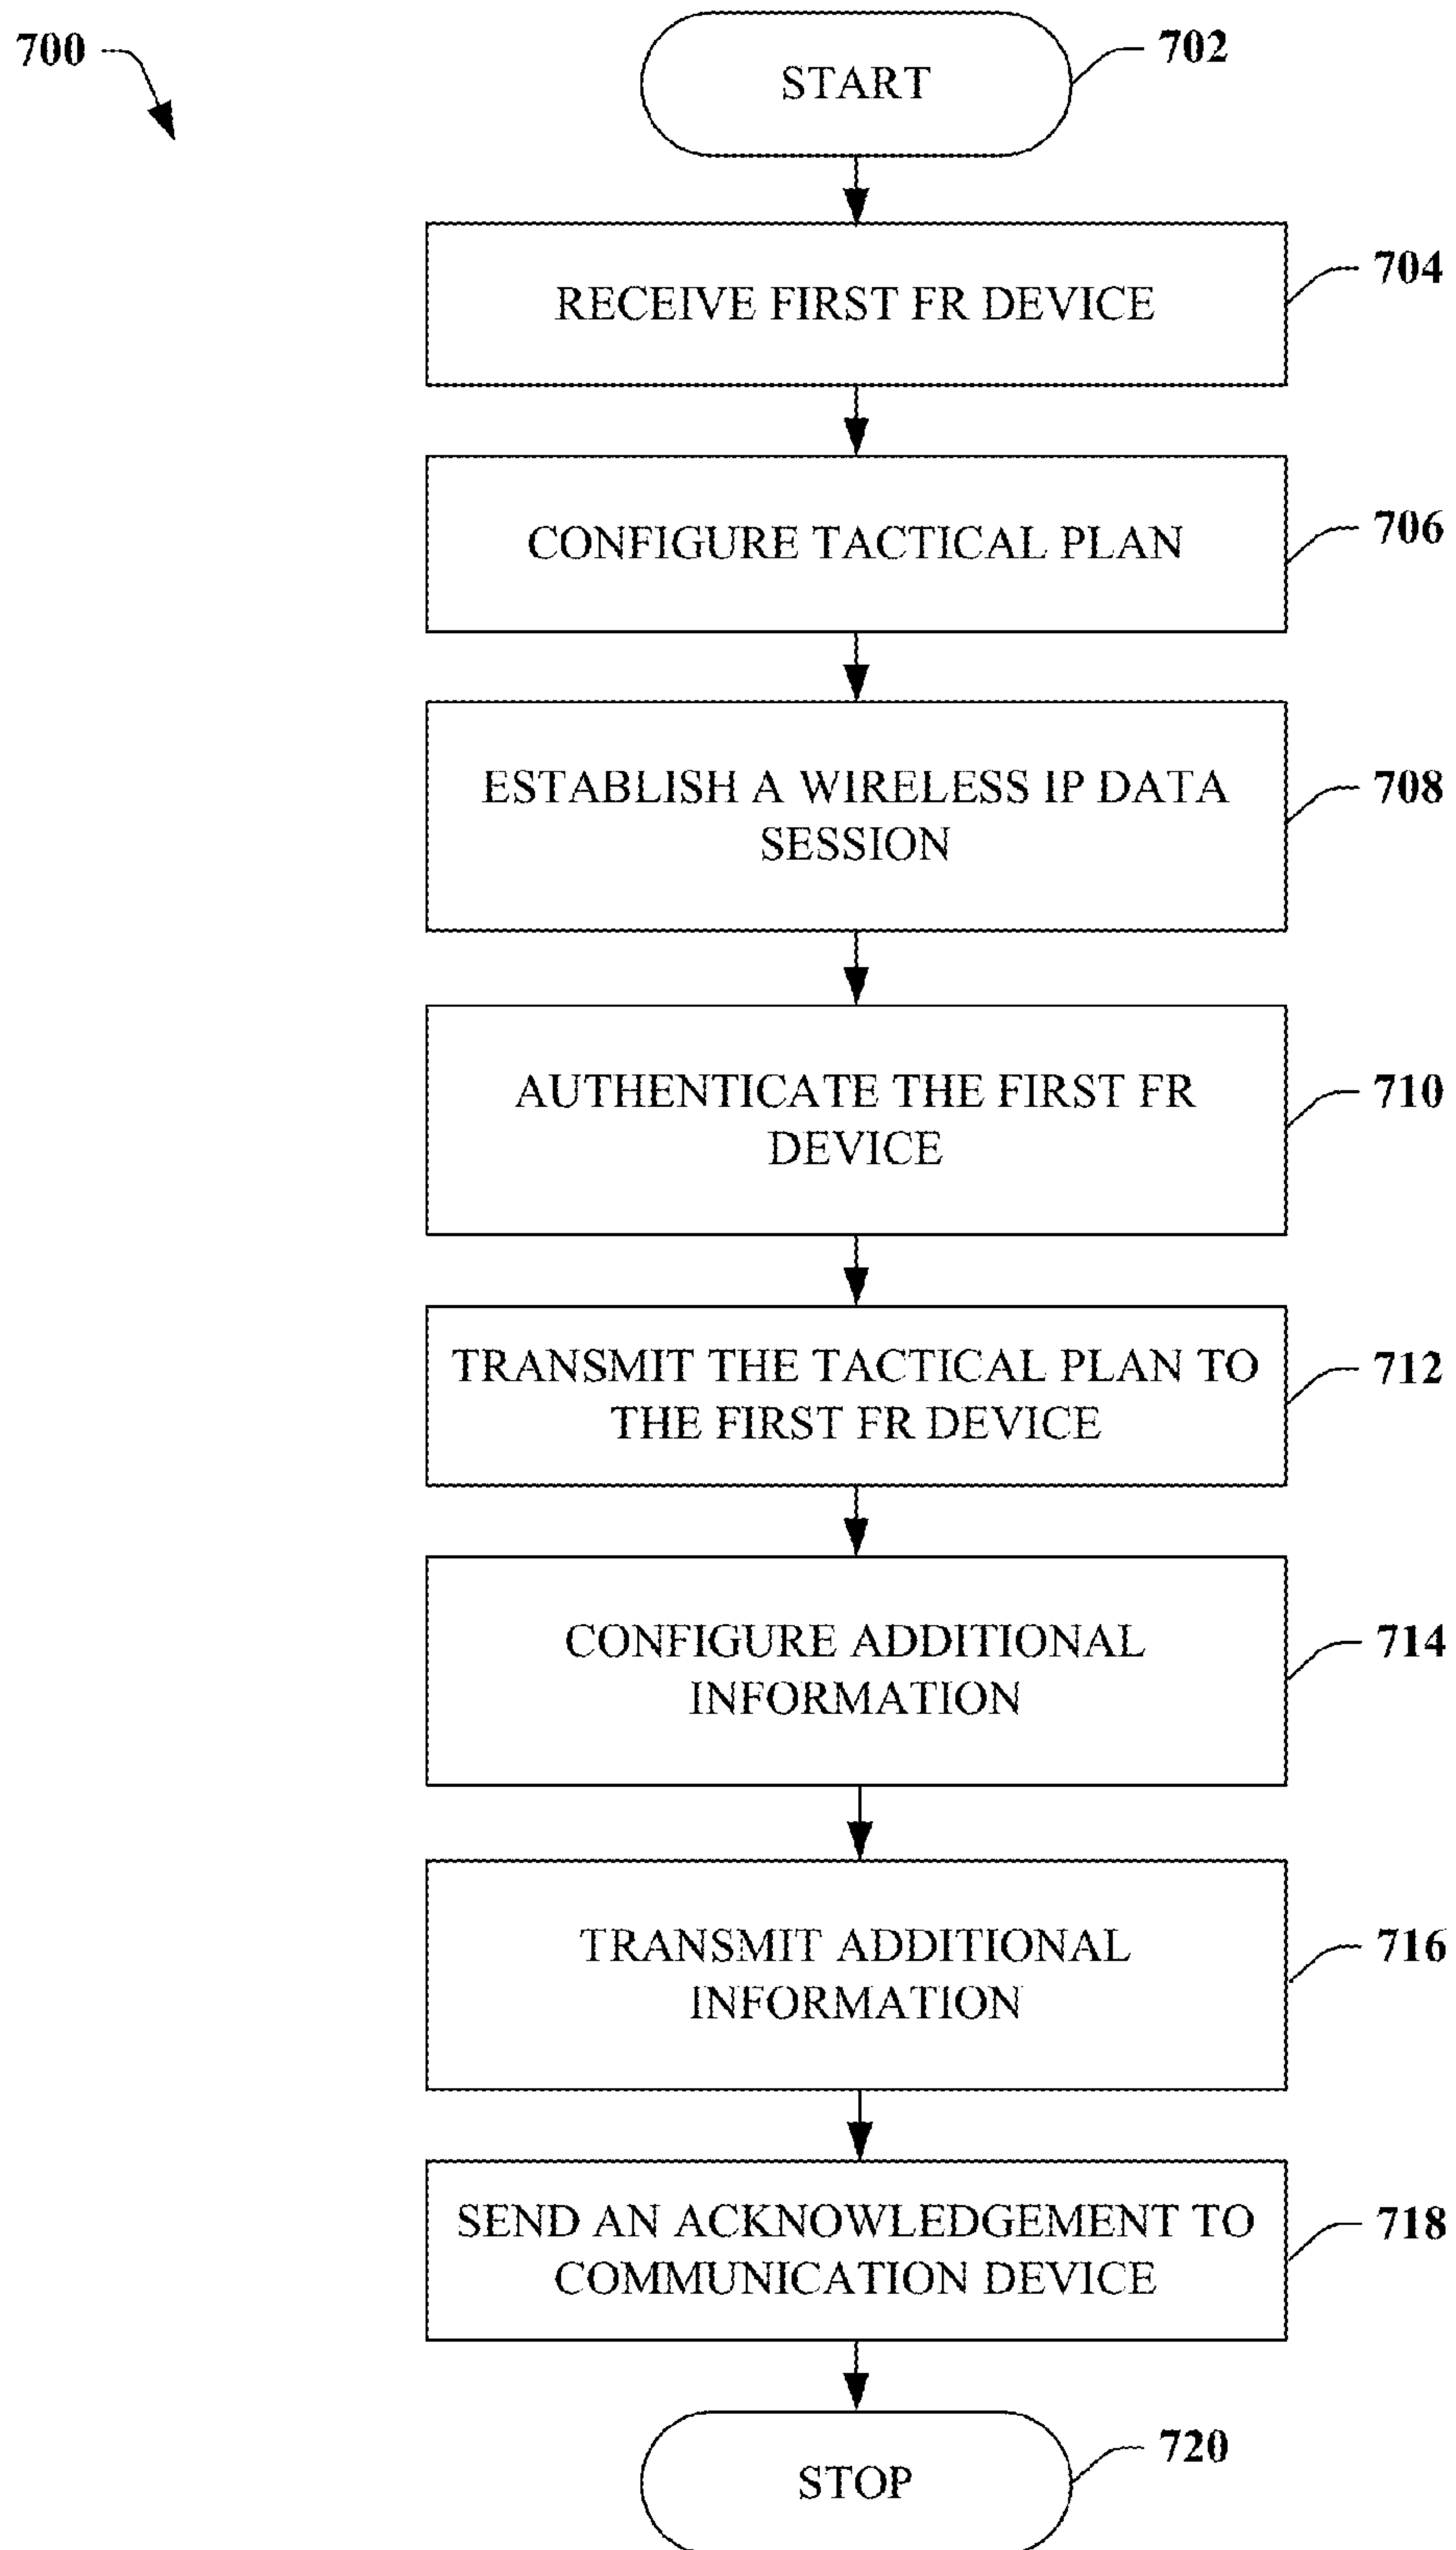 700
START
702
RECEIVE FIRST FR DEVICE
704
CONFIGURE TACTICAL PLAN
706
ESTABLISH A WIRELESS IP DATA
SESSION
708
AUTHENTICATE THE FIRST FR
DEVICE
710
TRANSMIT THE TACTICAL PLAN TO
THE FIRST FR DEVICE
712
CONFIGURE ADDITIONAL
INFORMATION
714
TRANSMIT ADDITIONAL
INFORMATION
716
SEND AN ACKNOWLEDGEMENT TO
COMMUNICATION DEVICE
718
STOP
720